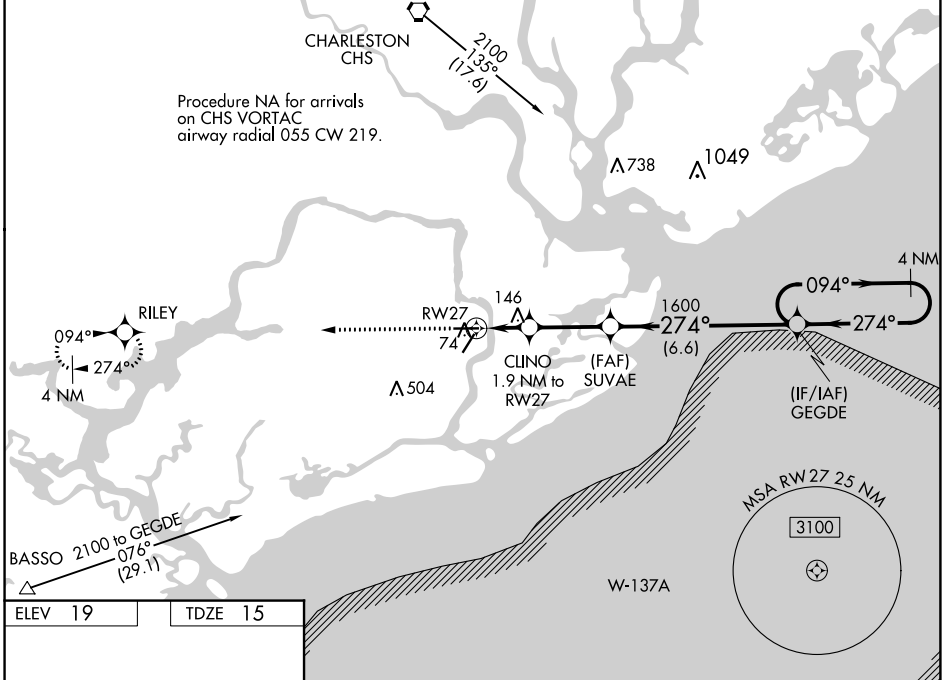 CHARLESTON
CHS
2100
135°
(17.6)
Procedure NA for arrivals
on CHS VORTAC
airway radial 055 CW 219.
738
1049
4 NM
094°
274°
RILEY
094°
274°
4 NM
RW27
74
146
CLINO
1.9 NM to
RW27
(FAF)
SUVAE
1600
274°
(6.6)
(IF/IAF)
GEGDE
504
MSA RW27 25 NM
3100
BASSO
2100 to GEGDE
076°
(29.1)
W-137A
ELEV 19
TDZE 15